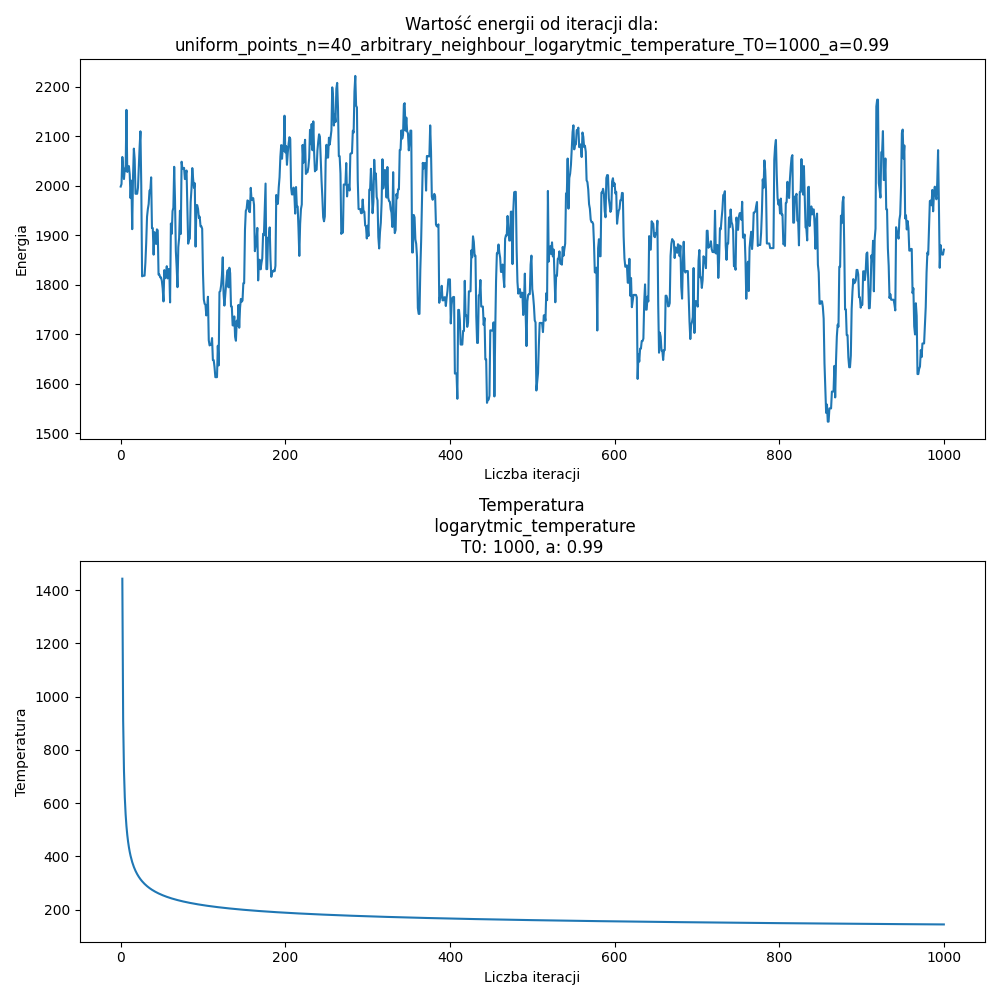 Wartość energii od iteracji dla:
uniform_points_n=40_arbitrary_neighbour_logarytmic_temperature_T0=1000_a=0.99
2200
2100
2000
1900
1800
1700
1600
1500
Energia
0 200 400 600 800 1000
Liczba iteracji
Temperatura
logarytmic_temperature
T0: 1000, a: 0.99
1400
1200
1000
800
600
400
200
Temperatura
0 200 400 600 800 1000
Liczba iteracji